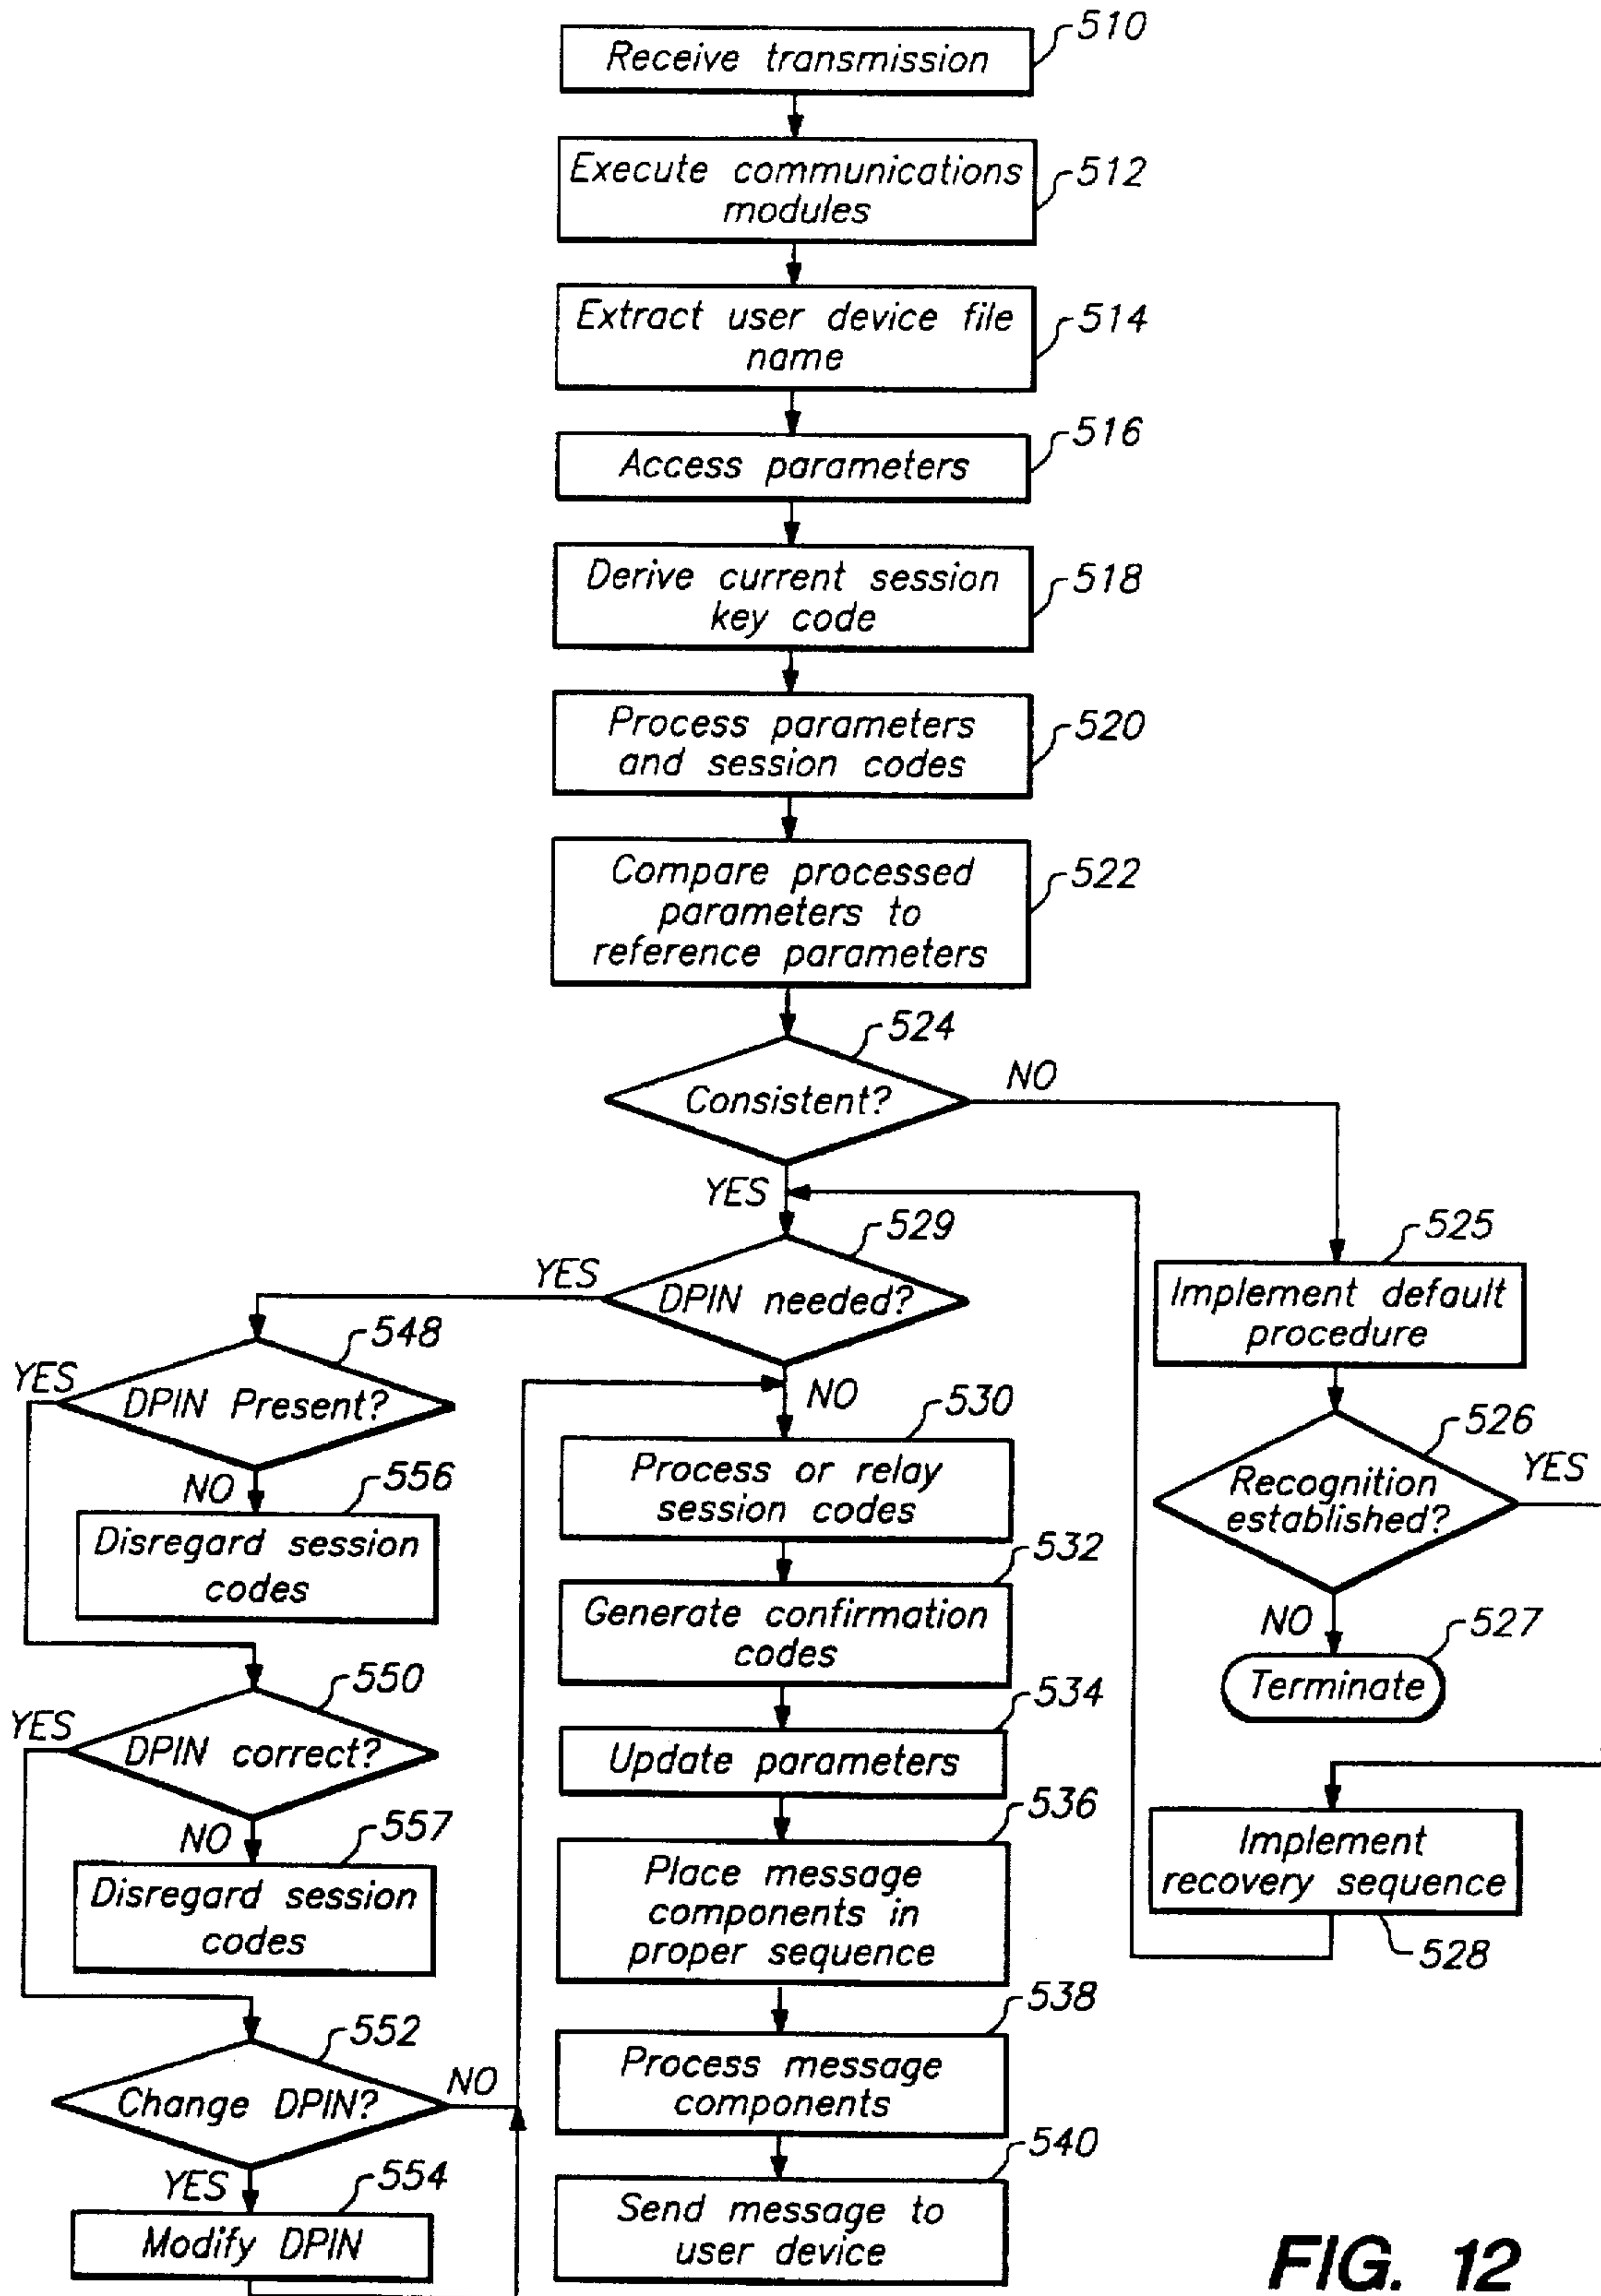 510
Receive transmission
Execute communications
modules
512
Extract user device file
name
514
516
Access parameters
Derive current session
key code
518
Process parameters
and session codes
520
Compare processed
parameters to
reference parameters
522
524
Consistent?
NO
YES
529
DPIN needed?
YES
NO
525
Implement default
procedure
526
Recognition
established?
YES
NO
527
Terminate
Implement
recovery sequence
528
548
DPIN Present?
YES
NO
556
Disregard session
codes
550
DPIN correct?
YES
NO
557
Disregard session
codes
552
Change DPIN?
NO
YES
554
Modify DPIN
530
Process or relay
session codes
532
Generate confirmation
codes
534
Update parameters
536
Place message
components in
proper sequence
538
Process message
components
540
Send message to
user device
FIG. 12